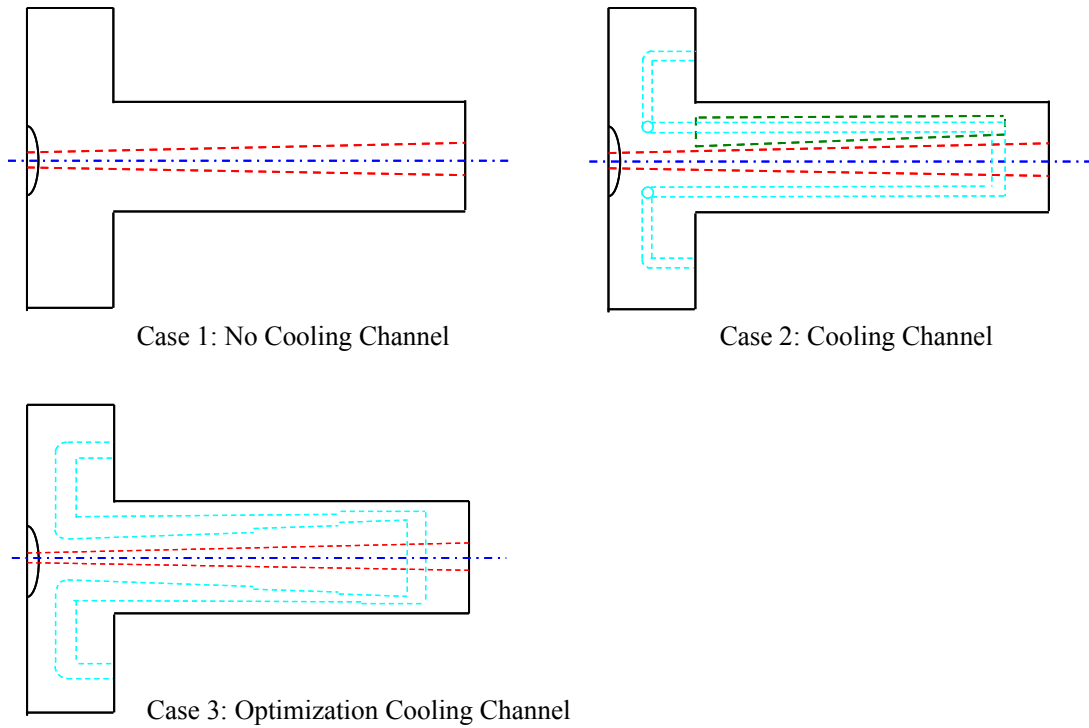 Case 1: No Cooling Channel
Case 2: Cooling Channel
Case 3: Optimization Cooling Channel